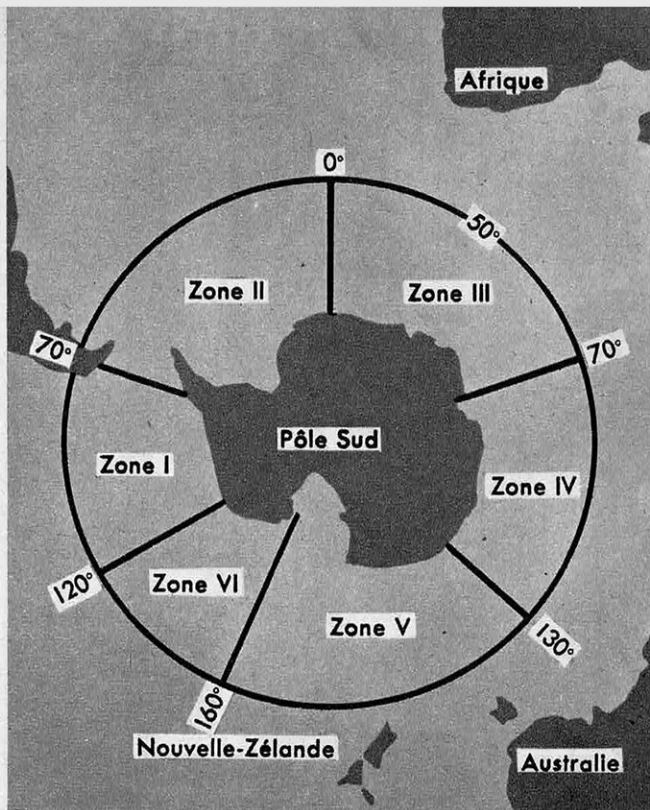 Afrique
0°
50°
Zone II
Zone III
70°
70°
Pôle Sud
Zone I
Zone IV
120°
Zone VI
Zone V
130°
160°
Nouvelle-Zélande
Australie